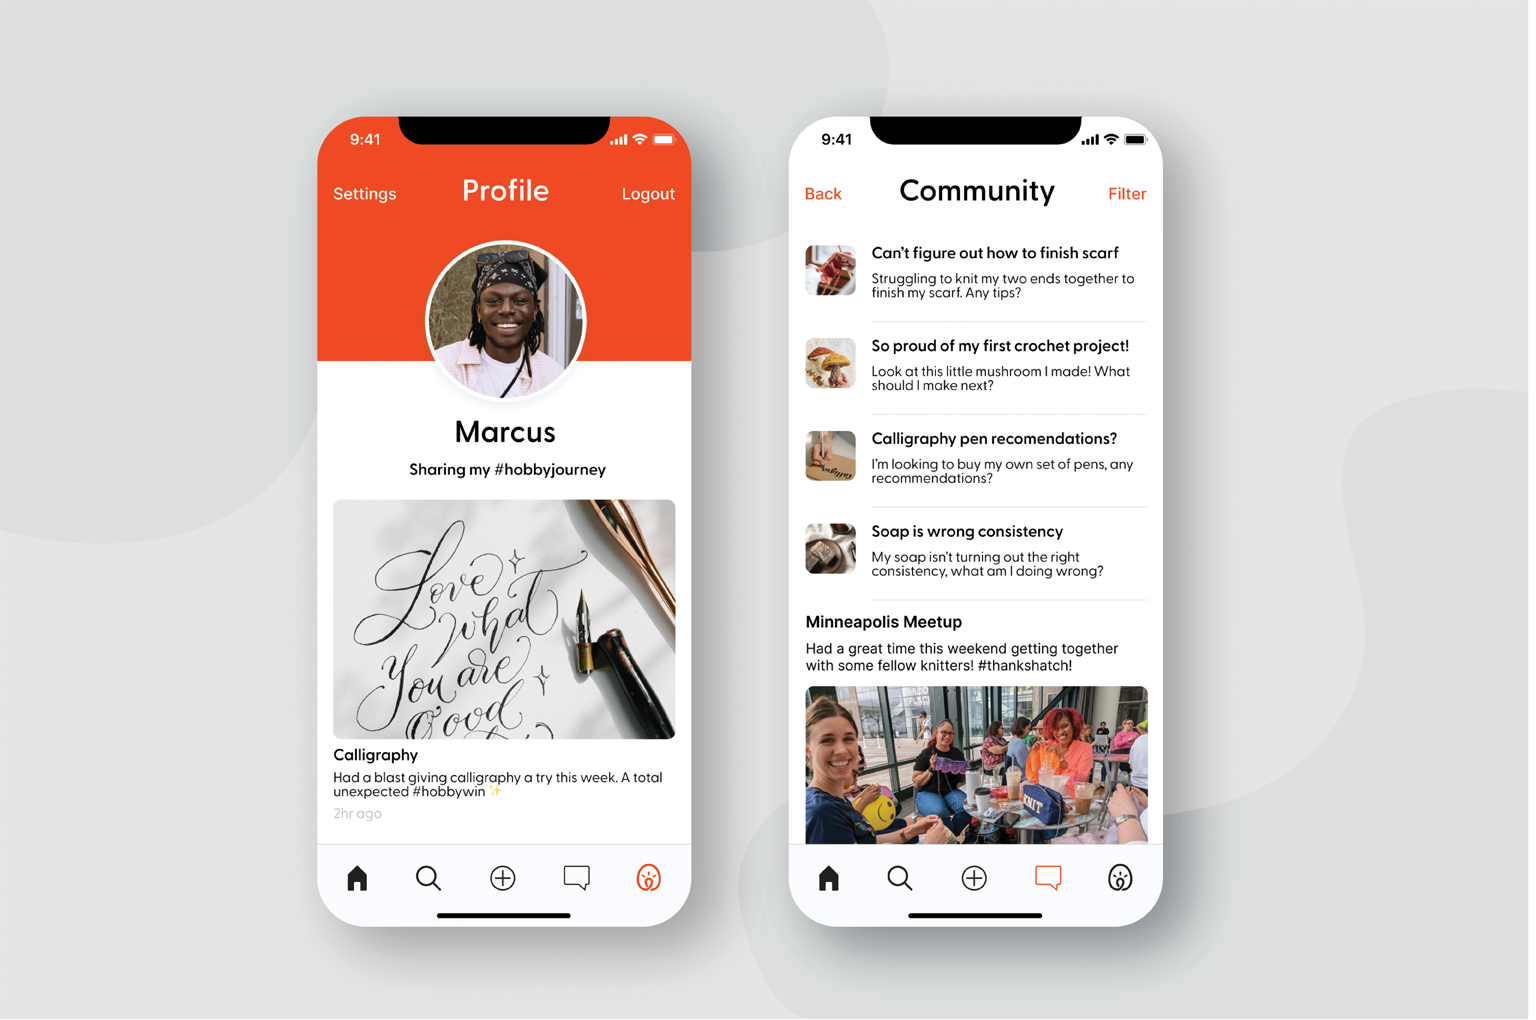 9:41
Settings
Profile
Logout
Marcus
Sharing my #hobbyjourney
Love
what
You are
Good
Calligraphy
Had a blast giving calligraphy a try this week. A total
unexpected #hobbywin ✨
2hr ago
9:41
Back
Community
Filter
Can't figure out how to finish scarf
Struggling to knit my two ends together to
finish my scarf. Any tips?
So proud of my first crochet project!
Look at this little mushroom I made! What
should I make next?
Calligraphy pen recomendations?
I'm looking to buy my own set of pens, any
recommendations?
Soap is wrong consistency
My soap isn't turning out the right
consistency, what am I doing wrong?
Minneapolis Meetup
Had a great time this weekend getting together
with some fellow knitters! #thankshatch!
KNIT